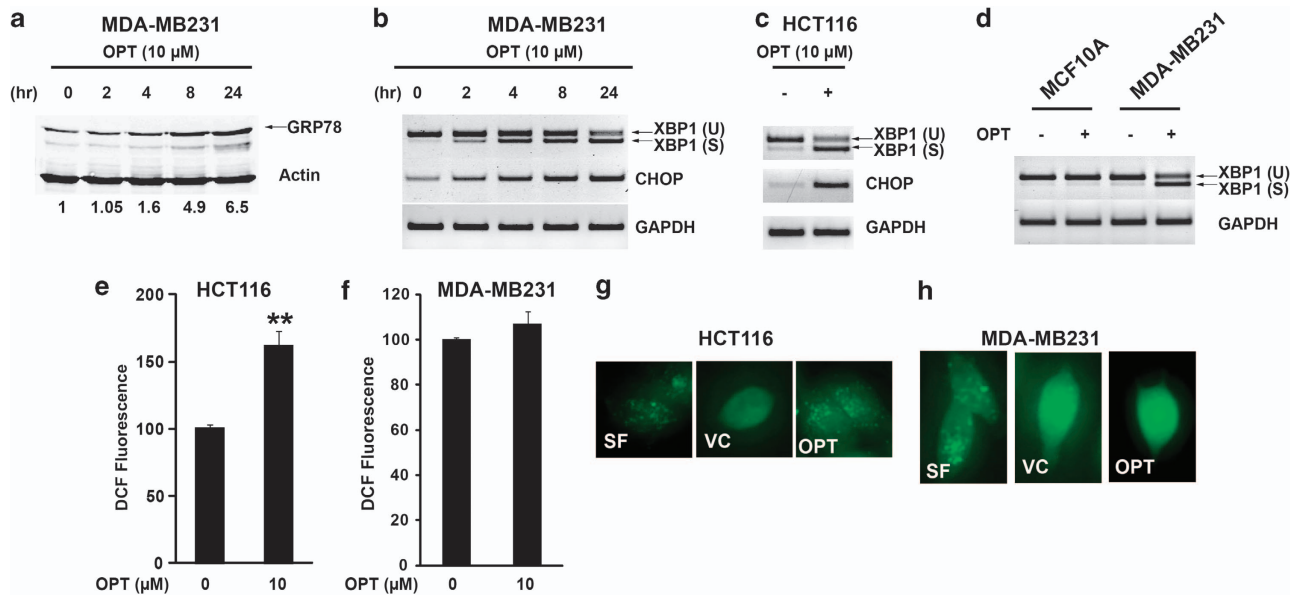 a
MDA-MB231
OPT (10 µM)
(hr) 0 2 4 8 24
GRP78
Actin
1 1.05 1.6 4.9 6.5
b
MDA-MB231
OPT (10 µM)
(hr) 0 2 4 8 24
XBP1 (U)
XBP1 (S)
CHOP
GAPDH
c
HCT116
OPT (10 µM)
- +
XBP1 (U)
XBP1 (S)
CHOP
GAPDH
d
MCF10A
MDA-MB231
OPT - + - +
XBP1 (U)
XBP1 (S)
GAPDH
e
HCT116
200
150
100
50
0
**
DCF Fluorescence
OPT (µM) 0 10
f
MDA-MB231
120
100
80
60
40
20
0
DCF Fluorescence
OPT (µM) 0 10
g
HCT116
SF VC OPT
h
MDA-MB231
SF VC OPT